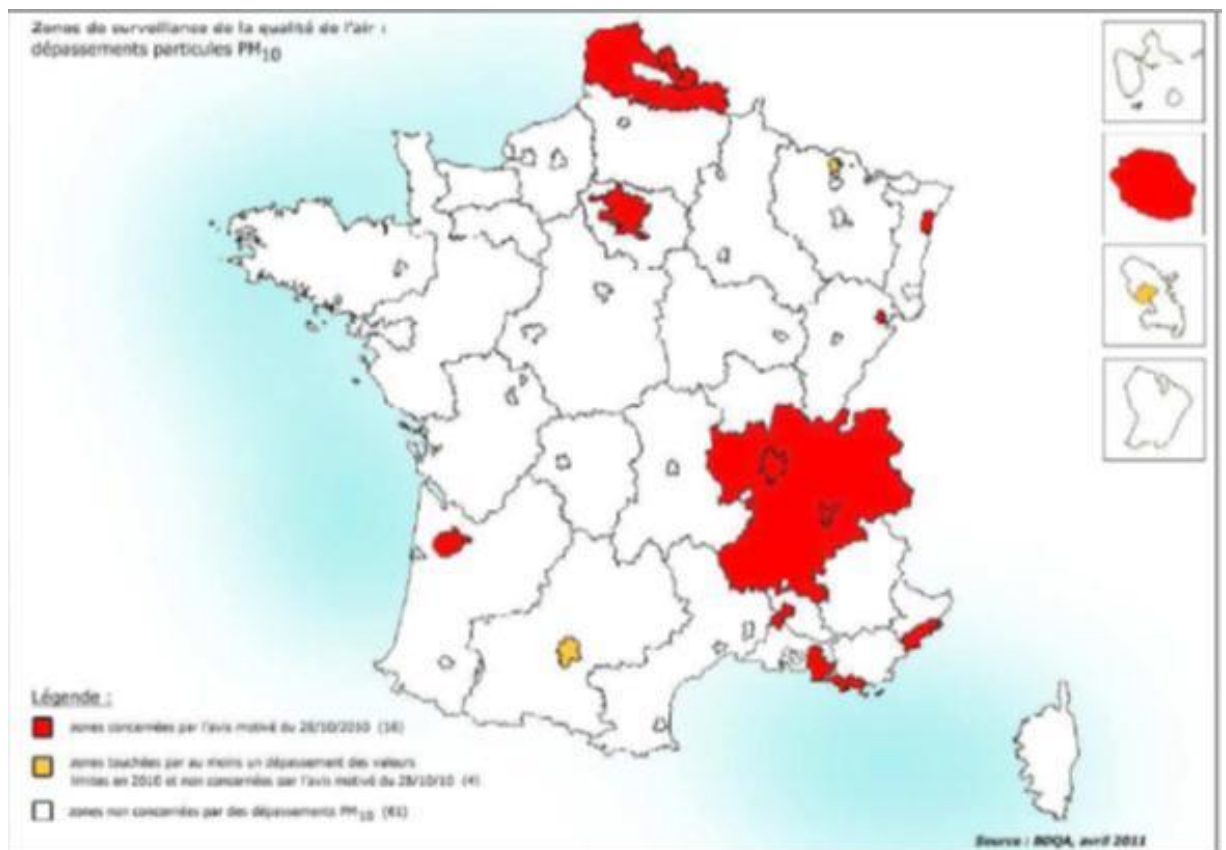 Zones de surveillance de la qualité de l'air :
dépassements particules PM10
Légende :
zones concernées par l'avis motivé du 28/10/2010 (16)
zones touchées par au moins un dépassement des valeurs
limites en 2010 et non concernées par l'avis motivé du 28/10/10 (4)
zones non concernées par des dépassements PM10 (61)
Source : BDQA, avril 2011